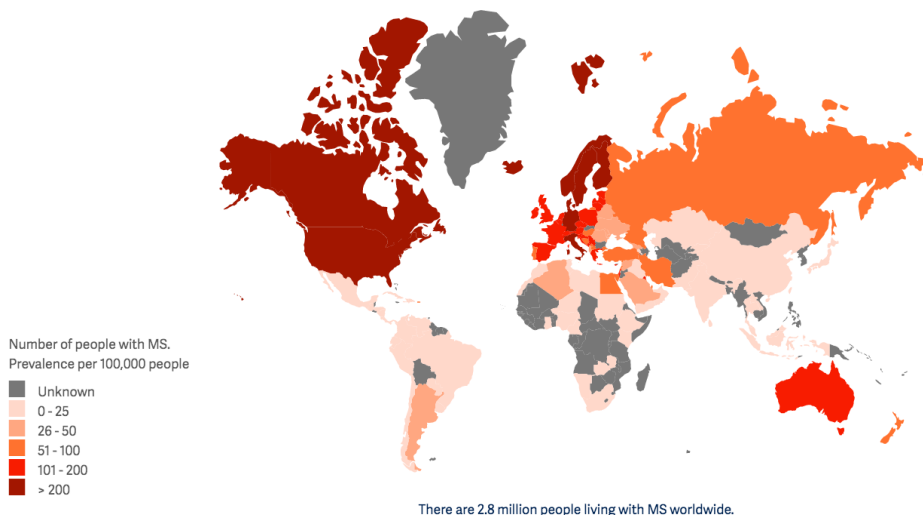 Number of people with MS.
Prevalence per 100,000 people
Unknown
0 - 25
26 - 50
51 - 100
101 - 200
> 200
There are 2.8 million people living with MS worldwide.